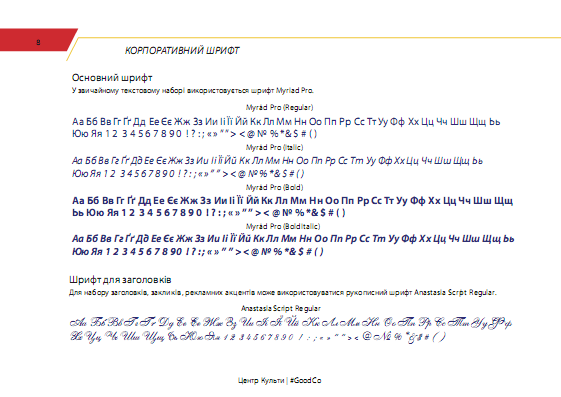 8
КОРПОРАТИВНИЙ ШРИФТ
Основний шрифт
У звичайному текстовому наборі використовується шрифт Myriad Pro.
Myriad Pro (Regular)
Аа Бб Вв Гг Ґґ Дд Ее Єє Жж Зз Ии Іі Її Йй Кк Лл Мм Нн Оо Пп Рр Сс Тт Уу Фф Хх Цц Чч Шш Щщ Ьь
Юю Яя 1 2 3 4 5 6 7 8 9 0 ! ? : ; « » “ ” > < @ № % *& $ # ( )
Myriad Pro (Italic)
Аа Бб Вв Гг Ґґ Дд Ее Єє Жж Зз Ии Іі Її Йй Кк Лл Мм Нн Оо Пп Рр Сс Тт Уу Фф Хх Цц Чч Шш Щщ Ьь
Юю Яя 1 2 3 4 5 6 7 8 9 0 ! ? : ; « » “ ” > < @ № % *& $ # ( )
Myriad Pro (Bold)
Аа Бб Вв Гг Ґґ Дд Ее Єє Жж Зз Ии Іі Її Йй Кк Лл Мм Нн Оо Пп Рр Сс Тт Уу Фф Хх Цц Чч Шш Щщ
Ьь Юю Яя 1 2 3 4 5 6 7 8 9 0 ! ? : ; « » “ ” > < @ № % *& $ # ( )
Myriad Pro (BoldItalic)
Аа Бб Вв Гг Ґґ Дд Ее Єє Жж Зз Ии Іі Її Йй Кк Лл Мм Нн Оо Пп Рр Сс Тт Уу Фф Хх Цц Чч Шш Щщ Ьь
Юю Яя 1 2 3 4 5 6 7 8 9 0 ! ? : ; « » “ ” > < @ № % *& $ # ( )
Шрифт для заголовків
Для набору заголовків, закликів, рекламних акцентів може використовуватися рукописний шрифт Anastasia Script Regular.
Anastasia Script Regular
Аа Бб Вв Гг Ґґ Дд Ее Єє Жж Зз Ии Іі Її Йй Кк Лл Мм Нн Оо Пп Рр Сс Тт Уу Фф
Хх Цц Чч Шш Щщ Ьь Юю Яя 1 2 3 4 5 6 7 8 9 0 ! : ; « » “ ” > < @ № % *& $ # ( )
Центр Культи | #GoodCo